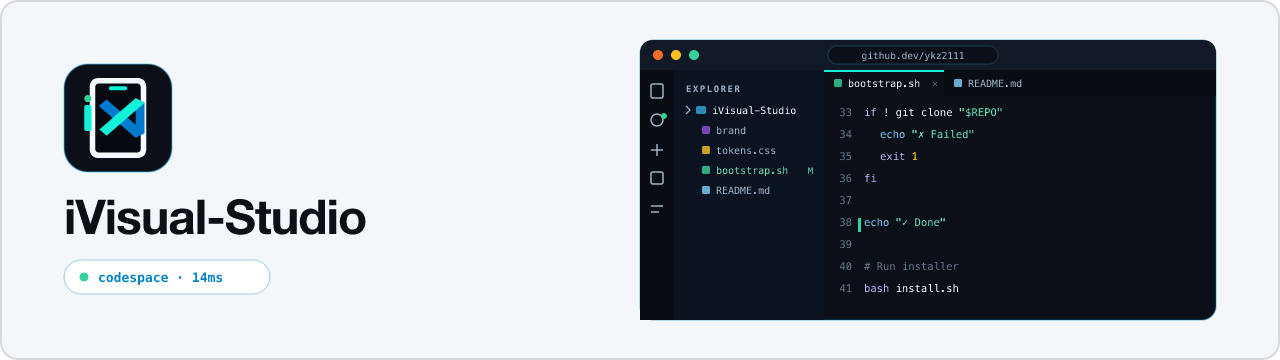 iVisual-Studio
codespace · 14ms
github.dev/ykz2111
EXPLORER
iVisual-Studio
brand
tokens.css
bootstrap.sh M
README.md
bootstrap.sh × README.md
33 if ! git clone "$REPO"
34 echo "✗ Failed"
35 exit 1
36 fi
37
38 echo "✓ Done"
39
40 # Run installer
41 bash install.sh